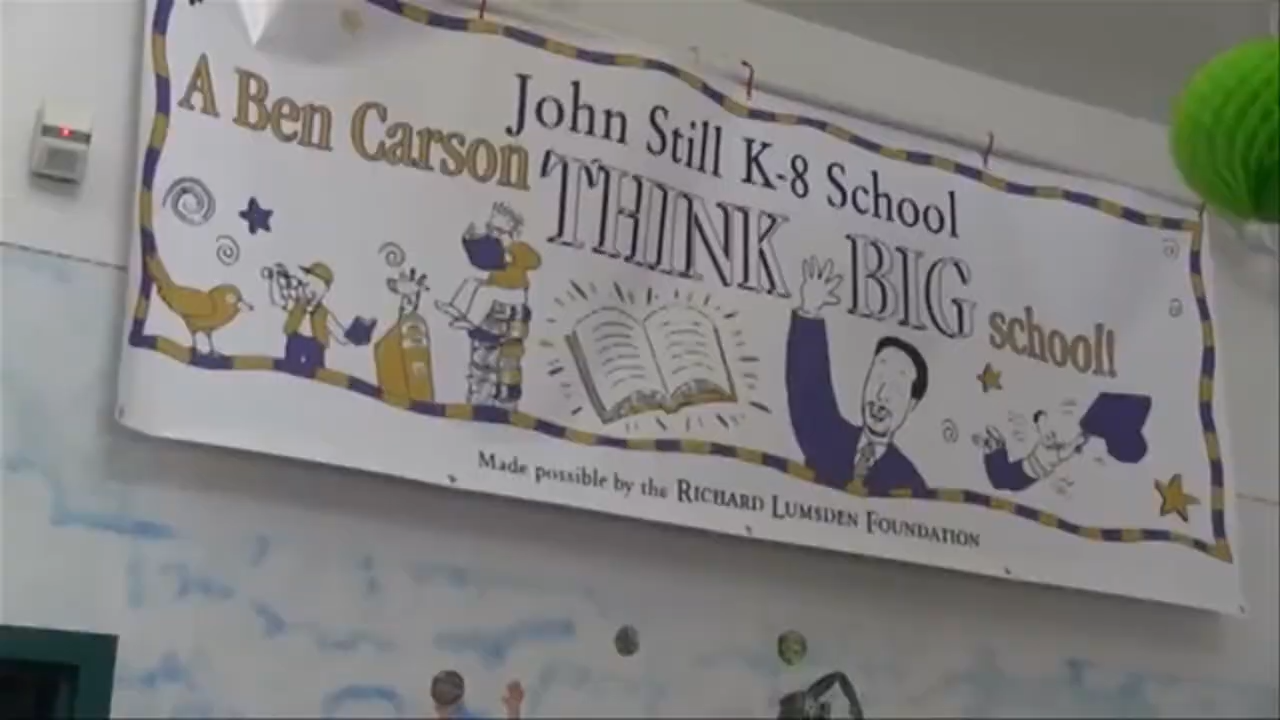 John Still K-8 School
A Ben Carson THINK BIG school!
Made possible by the RICHARD LUMSDEN FOUNDATION